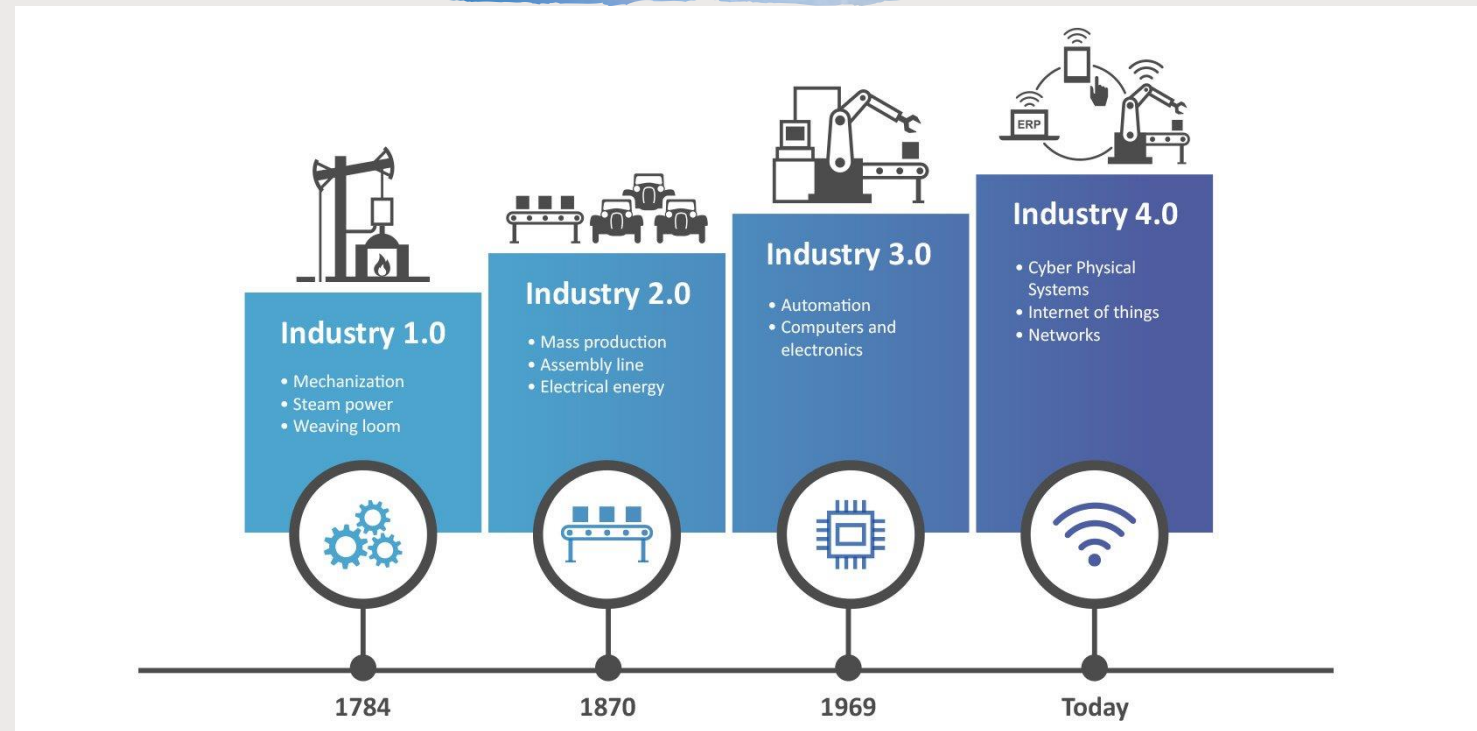 ERP
Industry 1.0
• Mechanization
• Steam power
• Weaving loom
Industry 2.0
• Mass production
• Assembly line
• Electrical energy
Industry 3.0
• Automation
• Computers and
electronics
Industry 4.0
• Cyber Physical
Systems
• Internet of things
• Networks
1784
1870
1969
Today